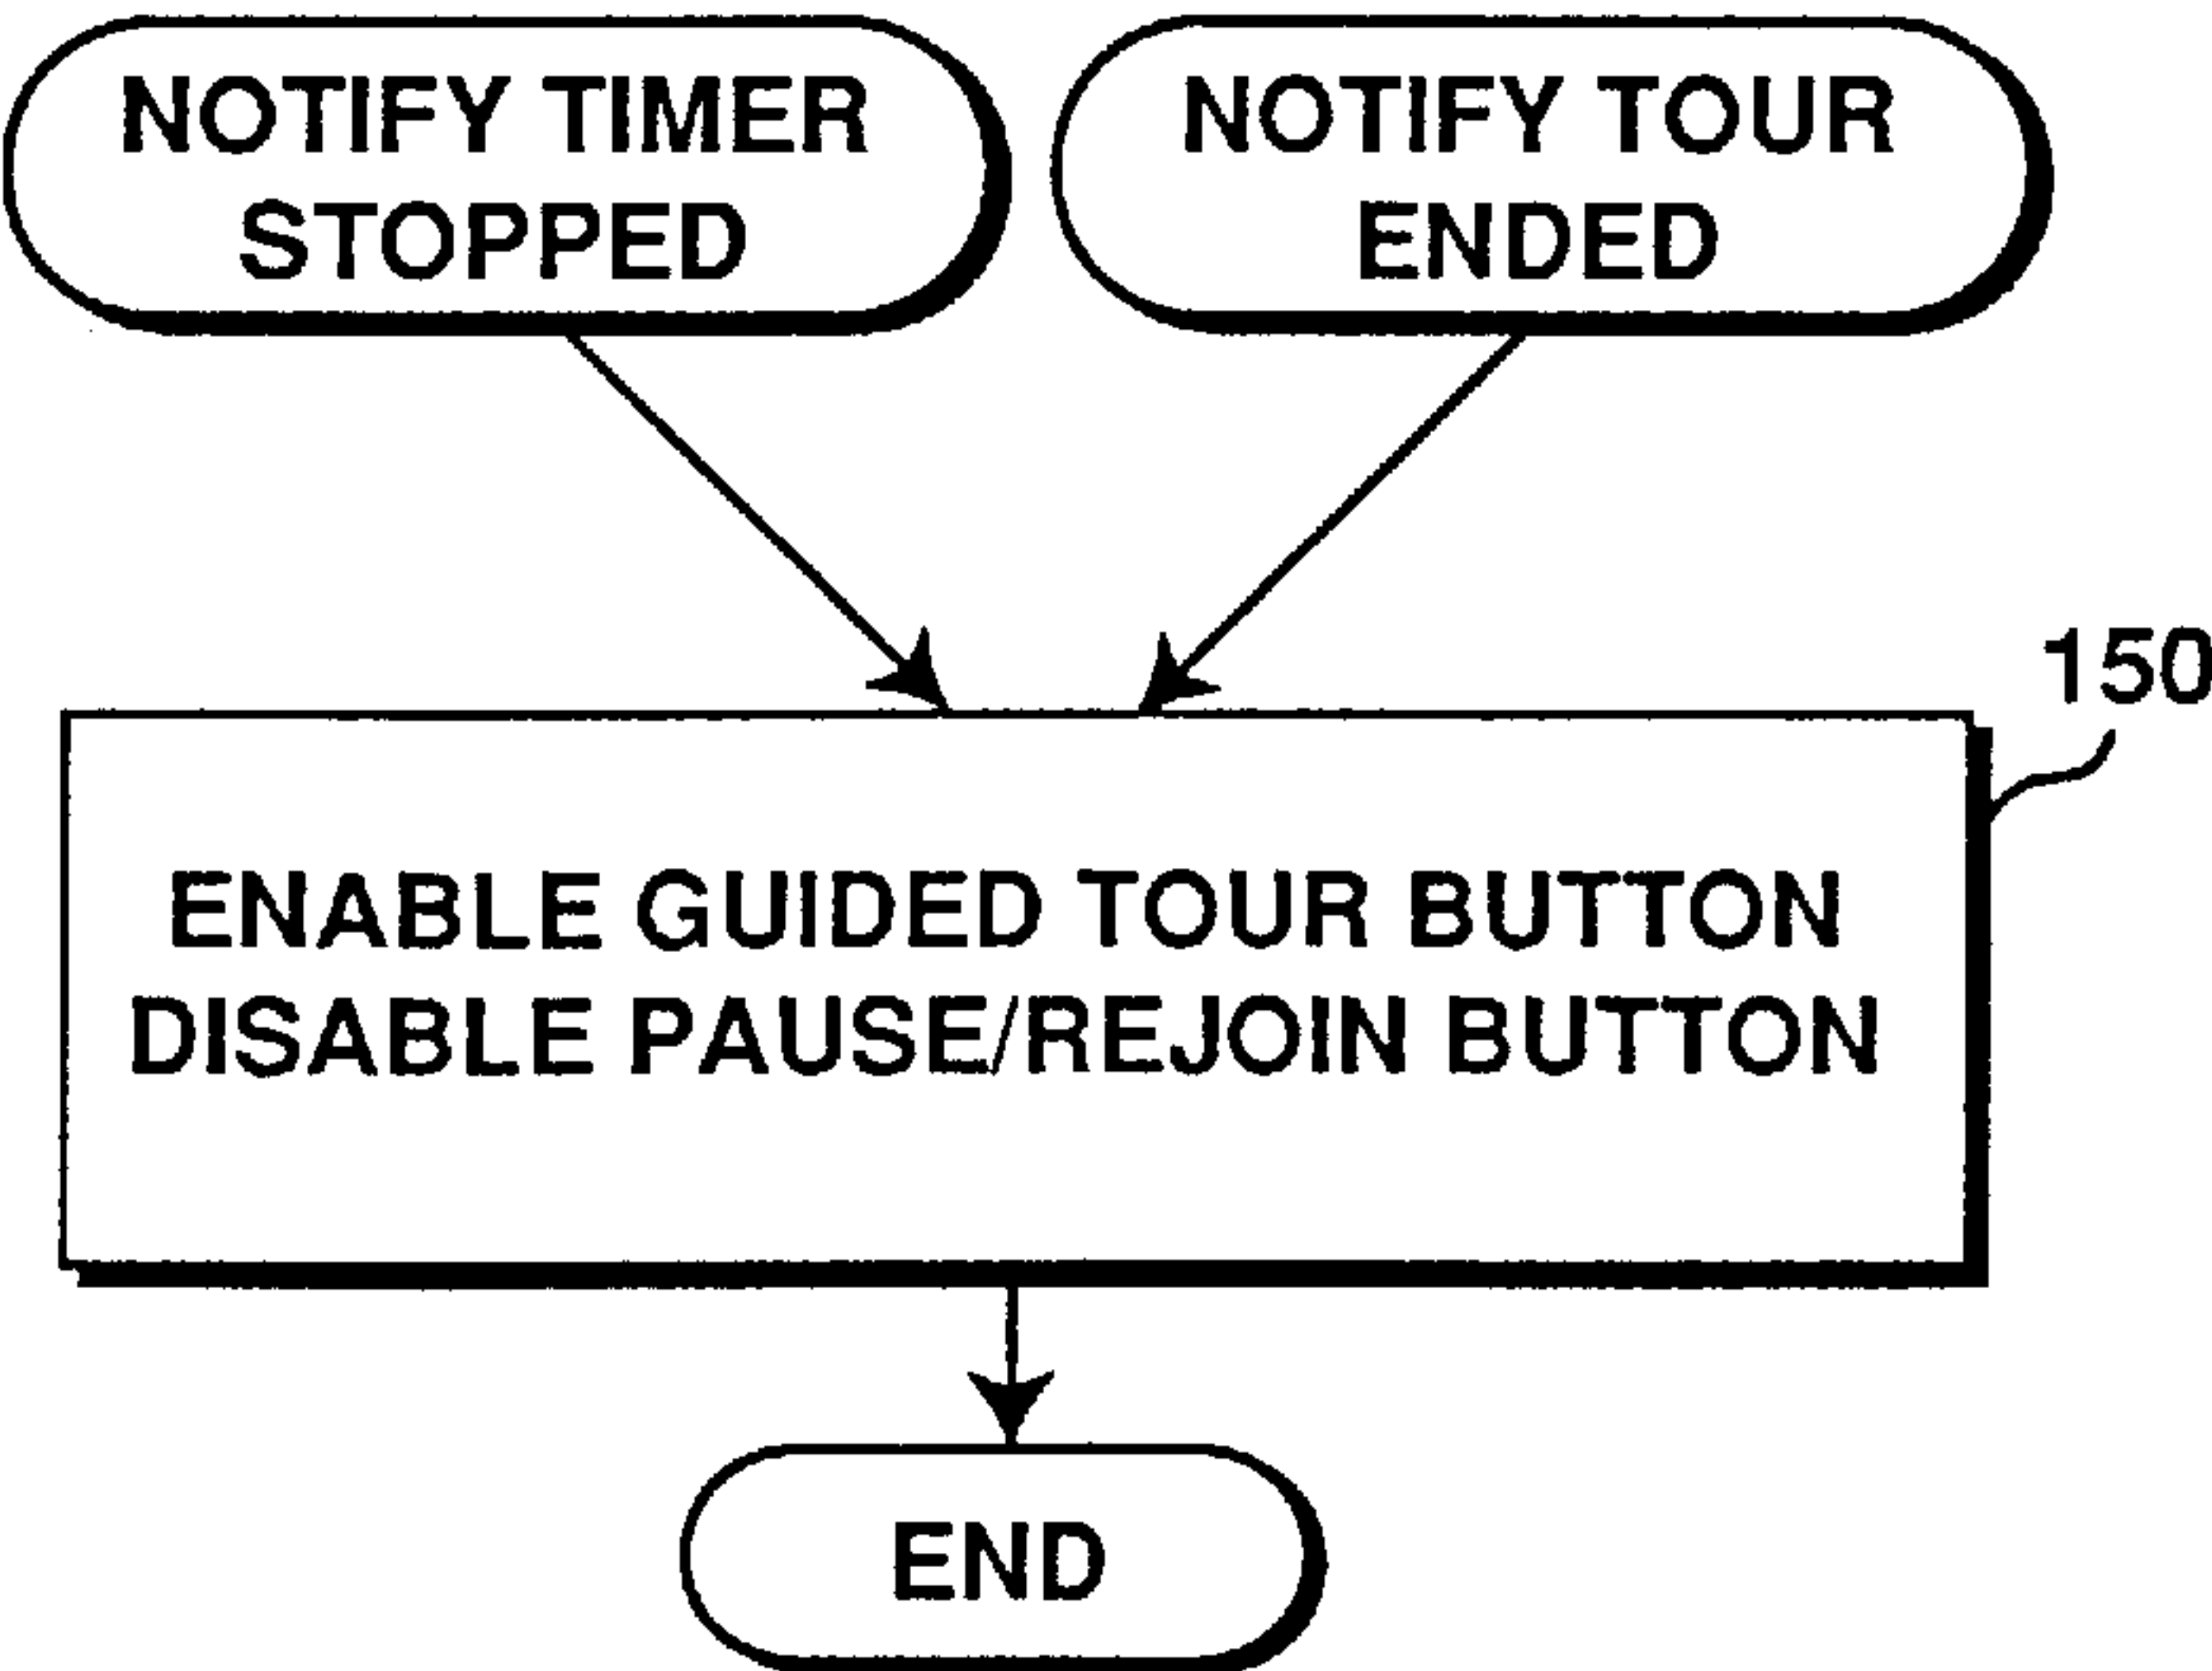 NOTIFY TIMER
STOPPED
NOTIFY TOUR
ENDED
150
ENABLE GUIDED TOUR BUTTON
DISABLE PAUSE/REJOIN BUTTON
END